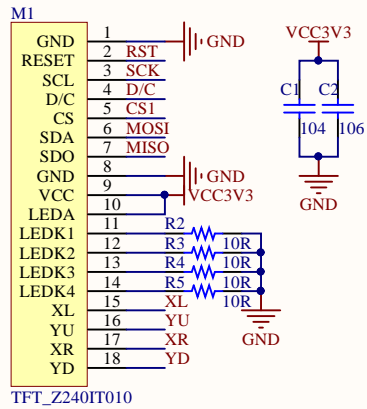 M1
GND 1 GND
RESET 2 RST
SCL 3 SCK
D/C 4 D/C
CS 5 CS1
SDA 6 MOSI
SDO 7 MISO
GND 8 GND
VCC 9 VCC3V3
LEDA 10
LEDK1 11 R2 10R
LEDK2 12 R3 10R
LEDK3 13 R4 10R
LEDK4 14 R5 10R
XL 15 XL
YU 16 YU
XR 17 XR
YD 18 YD
GND
TFT_Z240IT010
VCC3V3
C1 C2
104 106
GND